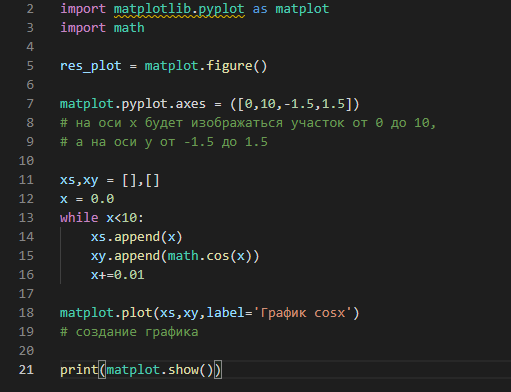 2 import matplotlib.pyplot as matplot
3 import math
4
5 res_plot = matplot.figure()
6
7 matplot.pyplot.axes = ([0,10,-1.5,1.5])
8 # на оси x будет изображаться участок от 0 до 10,
9 # а на оси y от -1.5 до 1.5
10
11 xs,xy = [],[]
12 x = 0.0
13 while x<10:
14     xs.append(x)
15     xy.append(math.cos(x))
16     x+=0.01
17
18 matplot.plot(xs,xy,label='График cosx')
19 # создание графика
20
21 print(matplot.show())